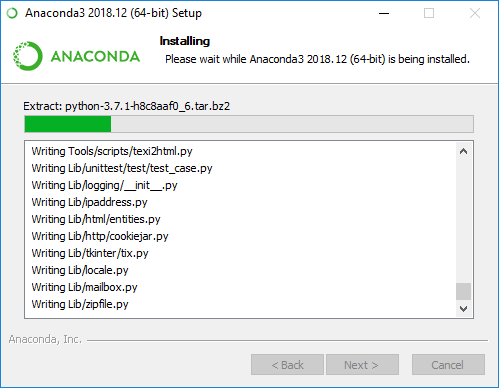 Anaconda3 2018.12 (64-bit) Setup
ANACONDA
Installing
Please wait while Anaconda3 2018.12 (64-bit) is being installed.
Extract: python-3.7.1-h8c8aaf0_6.tar.bz2
Writing Tools/scripts/texi2html.py
Writing Lib/unittest/test/test_case.py
Writing Lib/logging/__init__.py
Writing Lib/ipaddress.py
Writing Lib/html/entities.py
Writing Lib/http/cookiejar.py
Writing Lib/tkinter/tix.py
Writing Lib/locale.py
Writing Lib/mailbox.py
Writing Lib/zipfile.py
Anaconda, Inc.
< Back
Next >
Cancel